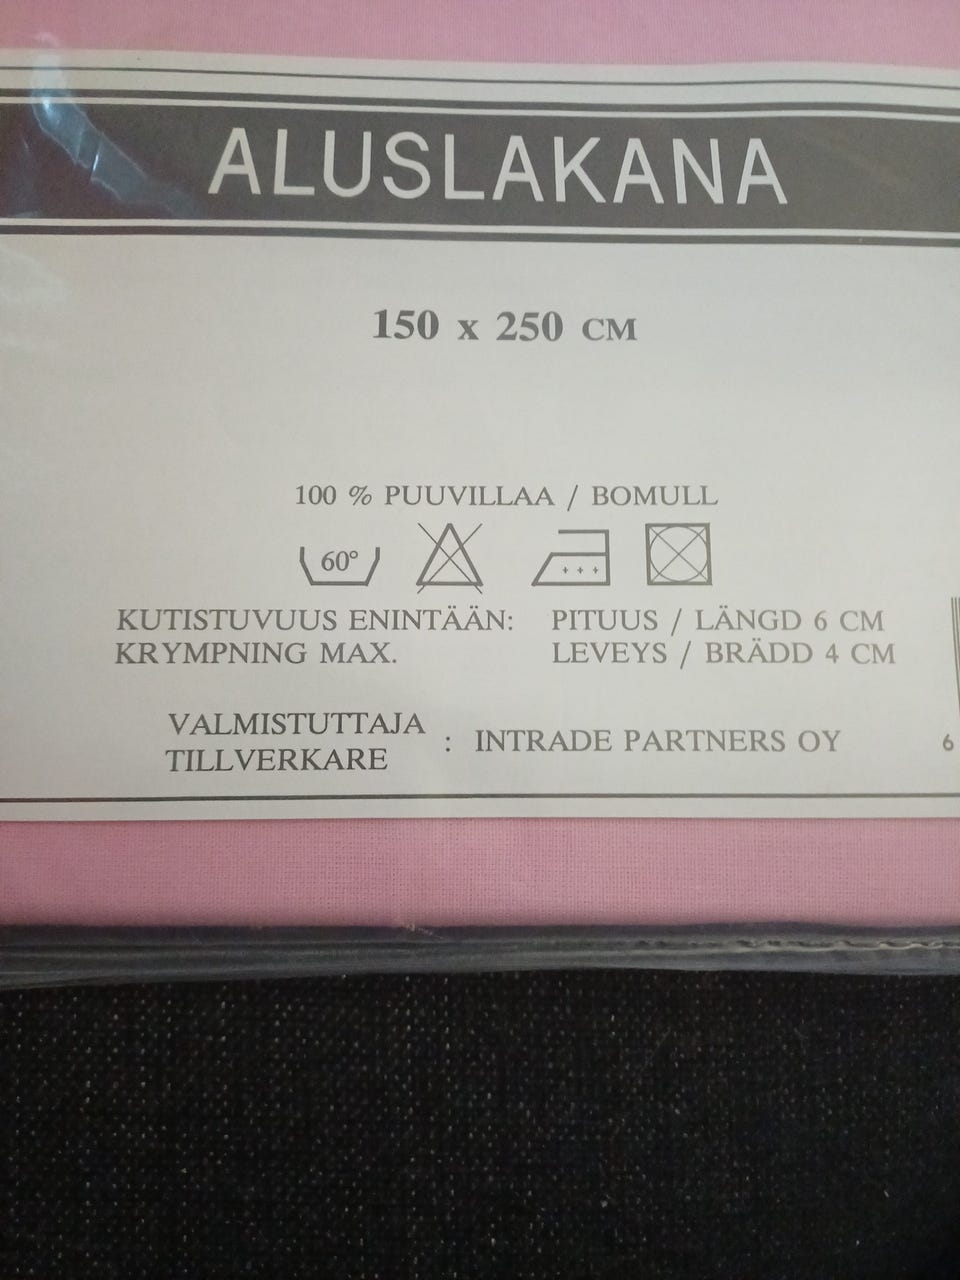 ALUSLAKANA
150 x 250 CM
100 % PUUVILLAA / BOMULL
60°
KUTISTUVUUS ENINTÄÄN: PITUUS / LÄNGD 6 CM
KRYMPNING MAX. LEVEYS / BRÄDD 4 CM
VALMISTUTTAJA
TILLVERKARE : INTRADE PARTNERS OY
6